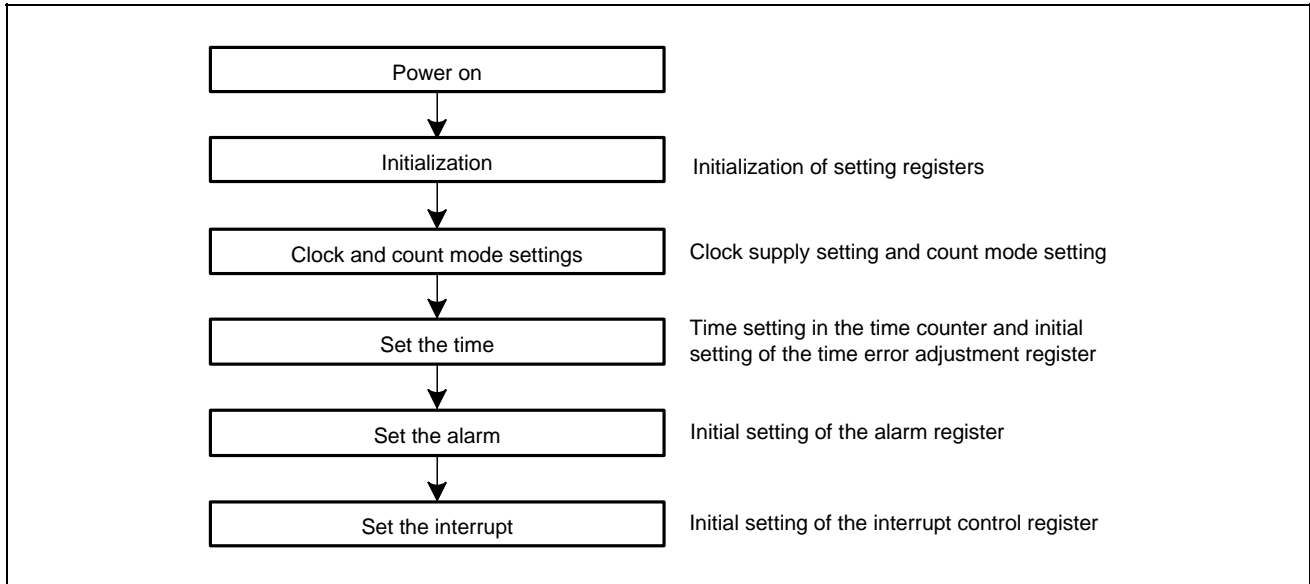 Power on
Initialization
Initialization of setting registers
Clock and count mode settings
Clock supply setting and count mode setting
Set the time
Time setting in the time counter and initial
setting of the time error adjustment register
Set the alarm
Initial setting of the alarm register
Set the interrupt
Initial setting of the interrupt control register